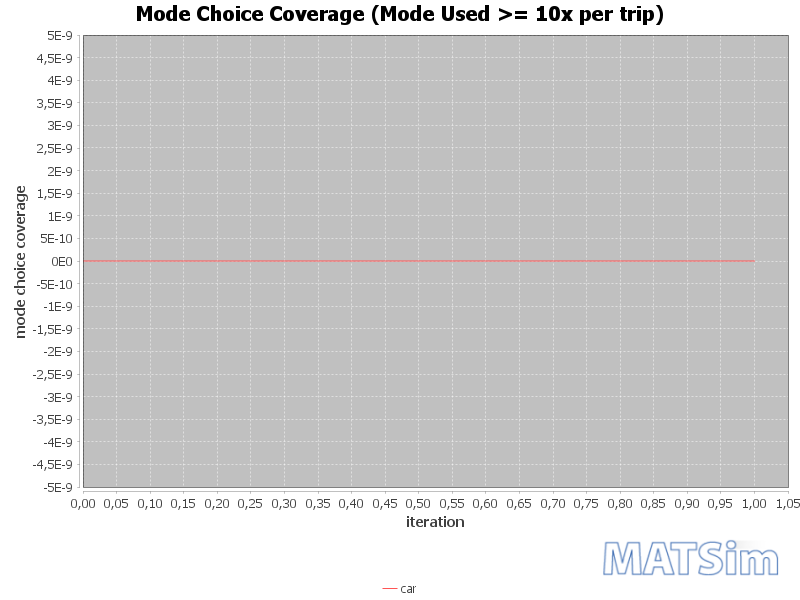 Mode Choice Coverage (Mode Used >= 10x per trip)
5E-9
4,5E-9
4E-9
3,5E-9
3E-9
2,5E-9
2E-9
1,5E-9
1E-9
5E-10
0E0
-5E-10
-1E-9
-1,5E-9
-2E-9
-2,5E-9
-3E-9
-3,5E-9
-4E-9
-4,5E-9
-5E-9
mode choice coverage
0,00 0,05 0,10 0,15 0,20 0,25 0,30 0,35 0,40 0,45 0,50 0,55 0,60 0,65 0,70 0,75 0,80 0,85 0,90 0,95 1,00 1,05
iteration
MATSim
car